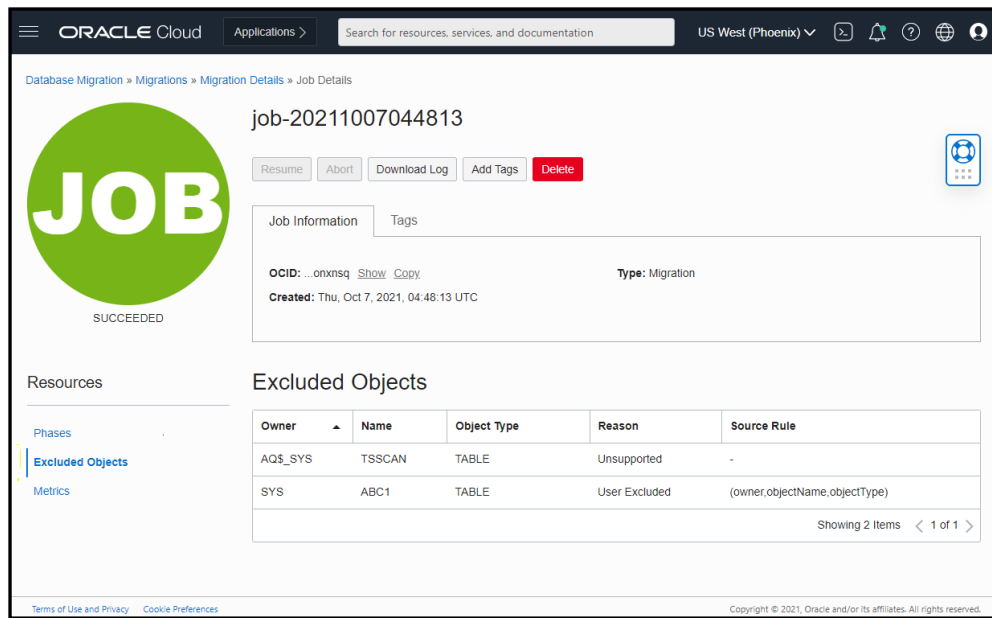 ORACLE Cloud Applications > Search for resources, services, and documentation US West (Phoenix)
Database Migration » Migrations » Migration Details » Job Details
JOB
SUCCEEDED
job-20211007044813
Resume Abort Download Log Add Tags Delete
Job Information Tags
OCID: ...onxnsq Show Copy Type: Migration
Created: Thu, Oct 7, 2021, 04:48:13 UTC
Resources
Phases
Excluded Objects
Metrics
Excluded Objects
Owner Name Object Type Reason Source Rule
AQ$_SYS TSSCAN TABLE Unsupported -
SYS ABC1 TABLE User Excluded (owner,objectName,objectType)
Showing 2 Items < 1 of 1 >
Terms of Use and Privacy Cookie Preferences Copyright © 2021, Oracle and/or its affiliates. All rights reserved.